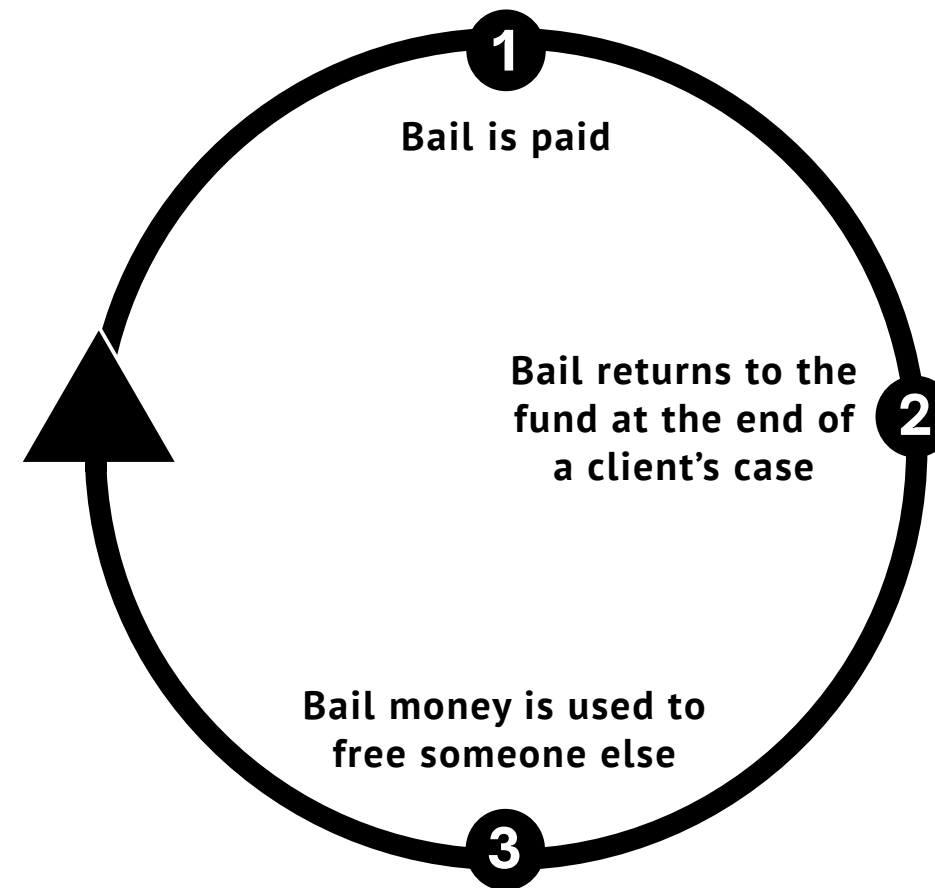 1
Bail is paid
Bail returns to the
fund at the end of
a client’s case
2
Bail money is used to
free someone else
3